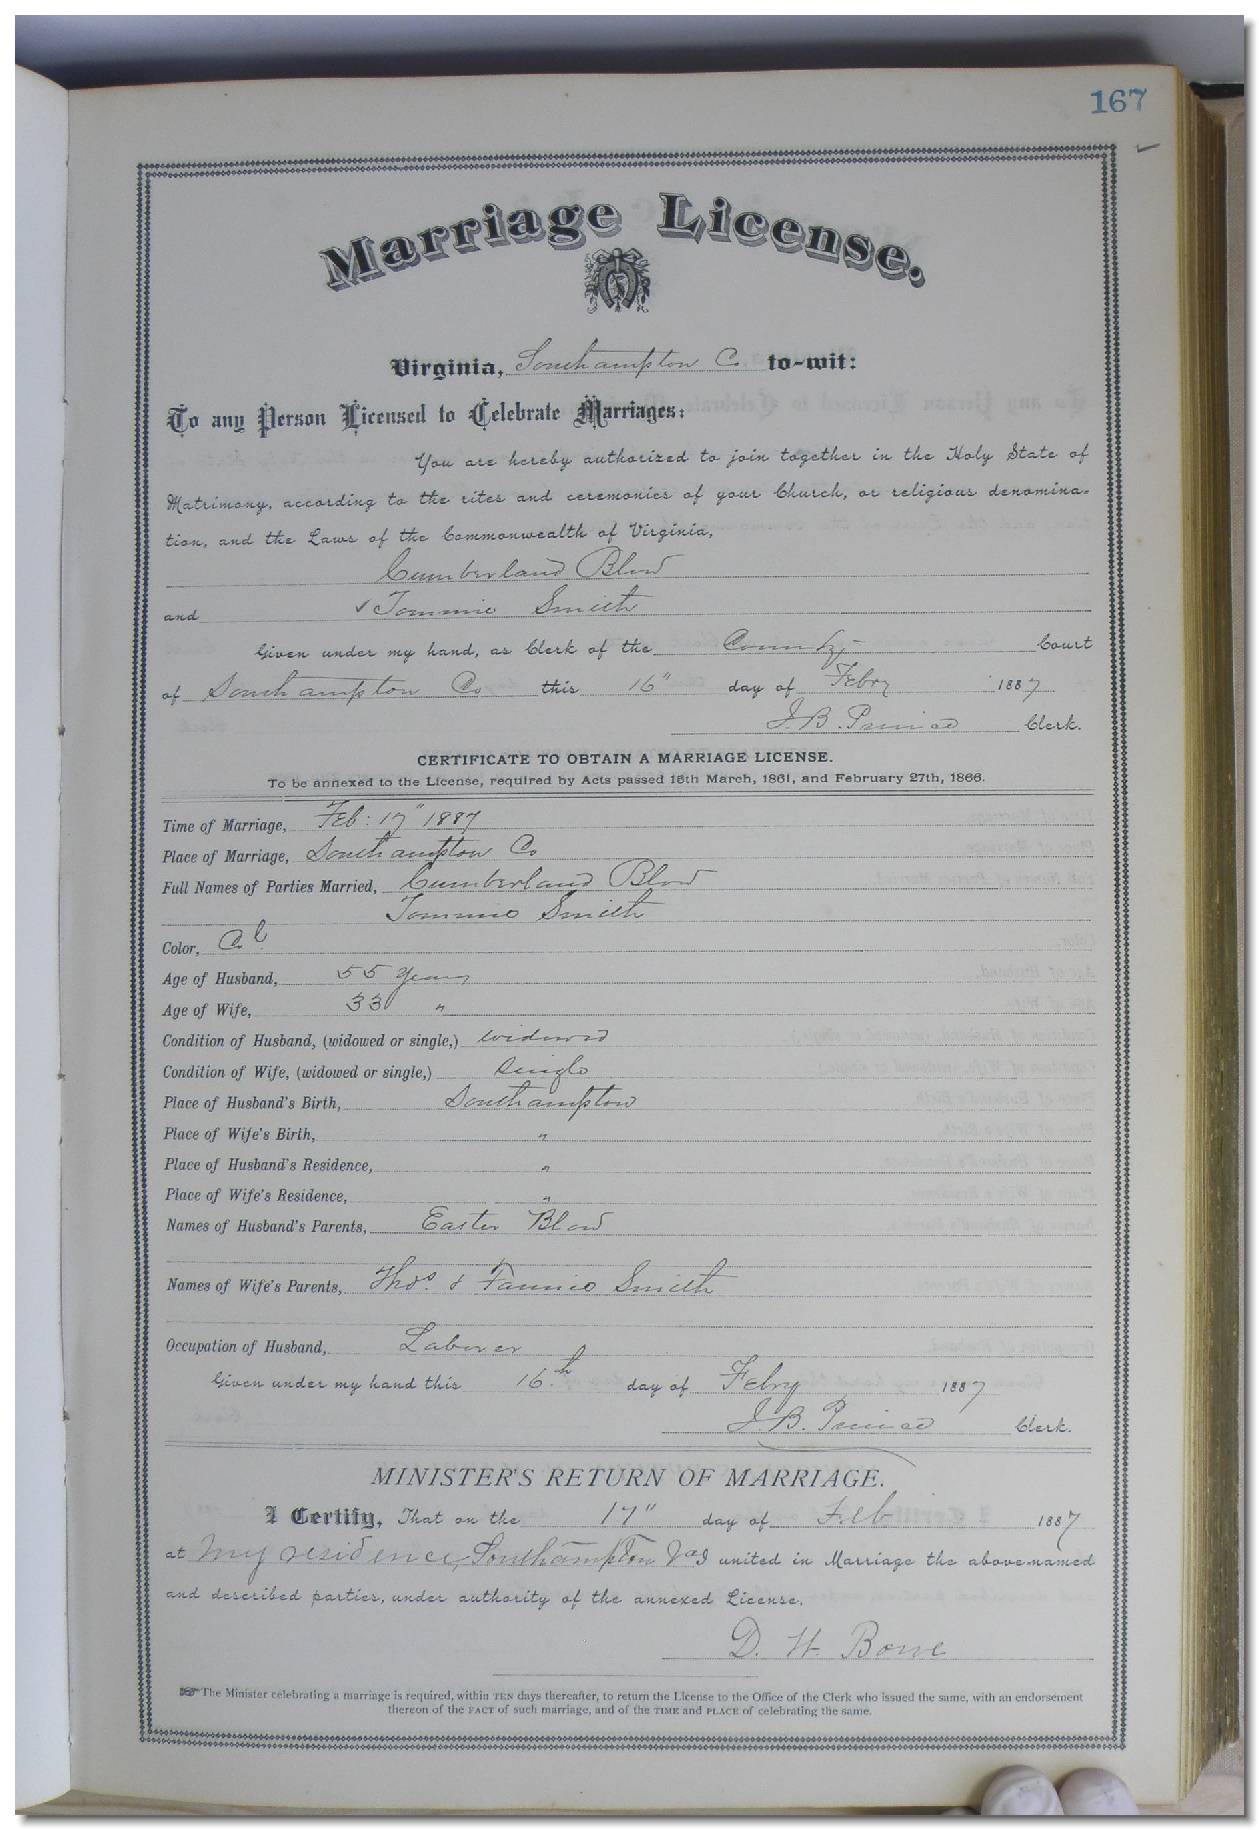 167
Marriage License.
Virginia, Southampton Co to-wit:
To any Person Licensed to Celebrate Marriages:
You are hereby authorized to join together in the Holy State of
Matrimony, according to the rites and ceremonies of your Church, or religious denomina-
tion, and the Laws of the Commonwealth of Virginia,
Cumberland Blow
and Tommie Smith
Given under my hand, as Clerk of the County Court
of Southampton Co this 16" day of Febry 1887
J. B. Prince Clerk.
CERTIFICATE TO OBTAIN A MARRIAGE LICENSE.
To be annexed to the License, required by Acts passed 16th March, 1861, and February 27th, 1866.
Time of Marriage, Feb: 17" 1887
Place of Marriage, Southampton Co
Full Names of Parties Married, Cumberland Blow
Tommie Smith
Color, Col
Age of Husband, 55 Years
Age of Wife, 33 "
Condition of Husband, (widowed or single,) widowed
Condition of Wife, (widowed or single,) single
Place of Husband's Birth, Southampton
Place of Wife's Birth, "
Place of Husband's Residence, "
Place of Wife's Residence, "
Names of Husband's Parents, Easter Blow
Names of Wife's Parents, Thos. & Fannie Smith
Occupation of Husband, Laborer
Given under my hand this 16th day of Febry 1887
J. B. Prince Clerk.
MINISTER'S RETURN OF MARRIAGE.
I Certify, That on the 17" day of Feb 1887
at my residence, Southampton Va I united in Marriage the above-named
and described parties, under authority of the annexed License.
D. H. Bowe
The Minister celebrating a marriage is required, within TEN days thereafter, to return the License to the Office of the Clerk who issued the same, with an endorsement
thereon of the FACT of such marriage, and of the TIME and PLACE of celebrating the same.